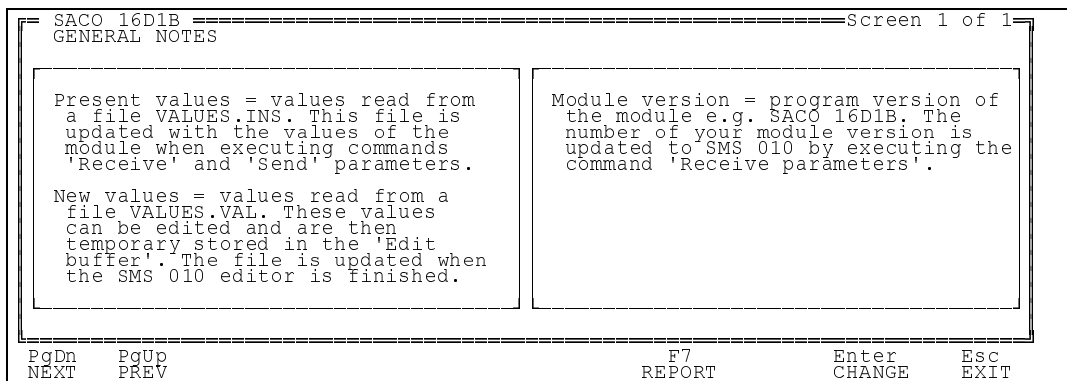 SACO 16D1B Screen 1 of 1
GENERAL NOTES
Present values = values read from
a file VALUES.INS. This file is
updated with the values of the
module when executing commands
'Receive' and 'Send' parameters.
New values = values read from a
file VALUES.VAL. These values
can be edited and are then
temporary stored in the 'Edit
buffer'. The file is updated when
the SMS 010 editor is finished.
Module version = program version of
the module e.g. SACO 16D1B. The
number of your module version is
updated to SMS 010 by executing the
command 'Receive parameters'.
PgDn PgUp F7 Enter Esc
NEXT PREV REPORT CHANGE EXIT